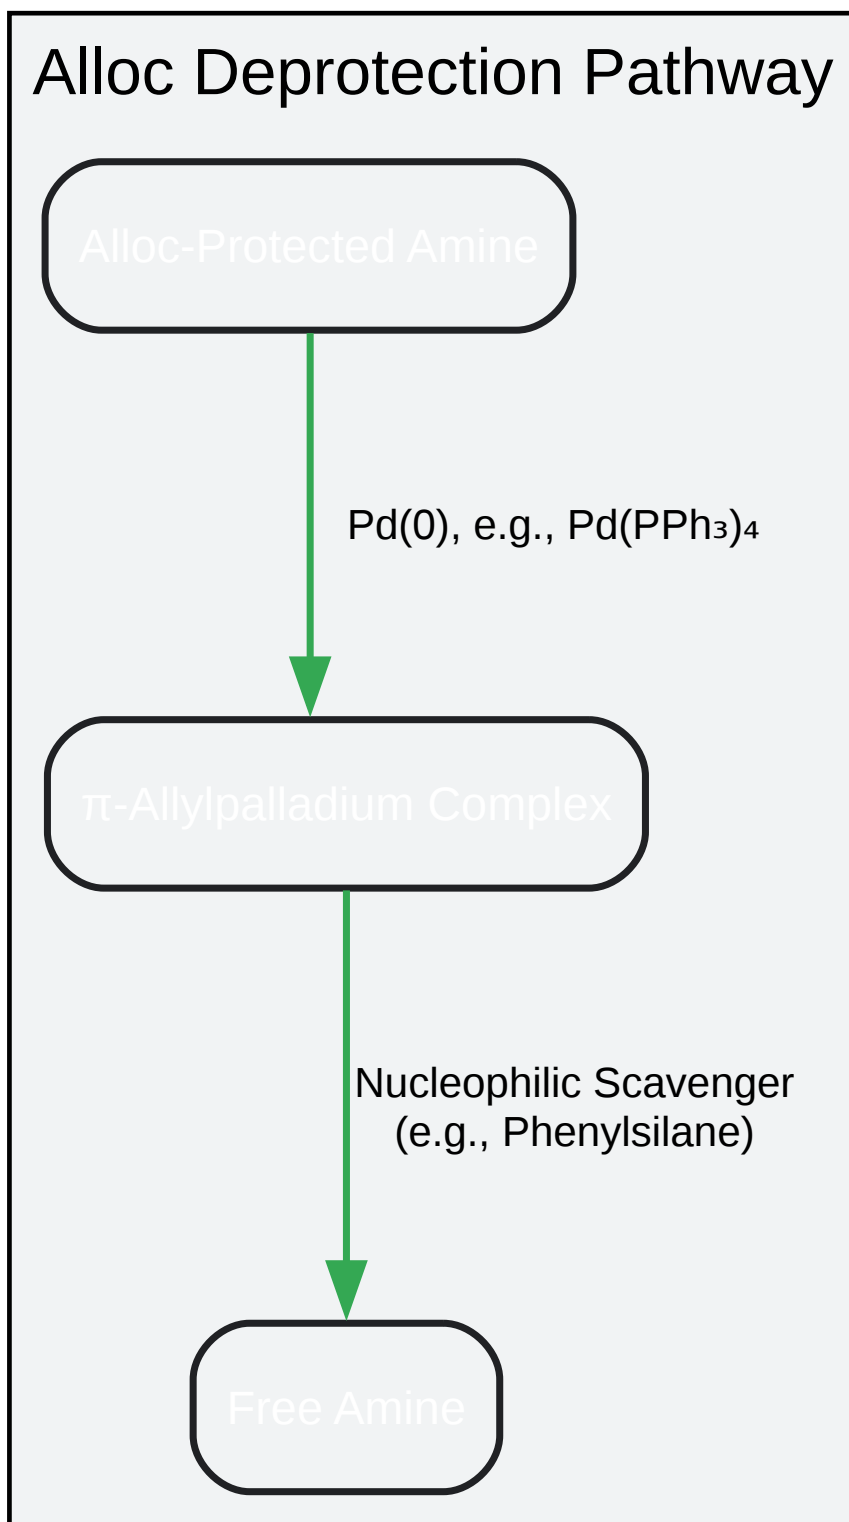 Alloc Deprotection Pathway
Alloc-Protected Amine
Pd(0), e.g., Pd(PPh₃)₄
π-Allylpalladium Complex
Nucleophilic Scavenger
(e.g., Phenylsilane)
Free Amine